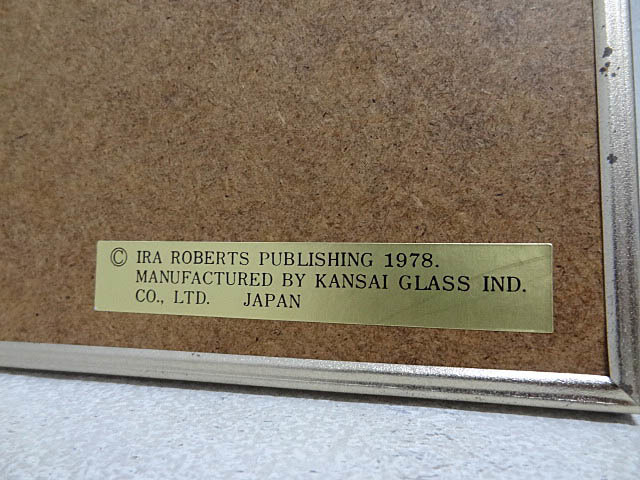 © IRA ROBERTS PUBLISHING 1978.
MANUFACTURED BY KANSAI GLASS IND.
CO., LTD. JAPAN